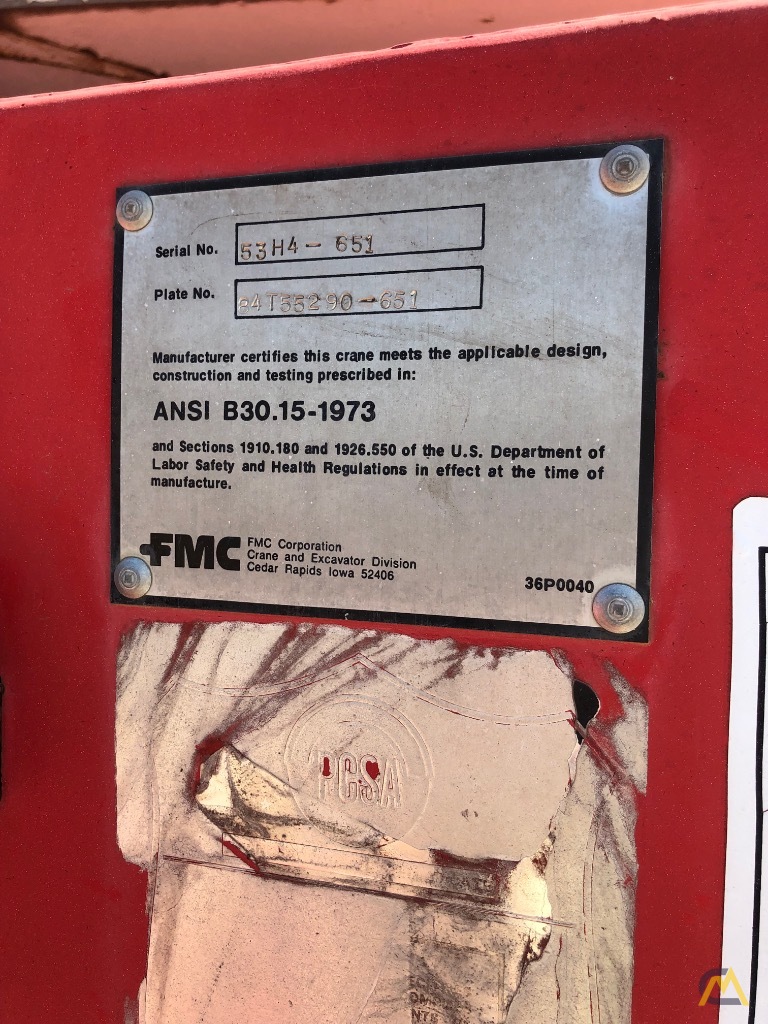 Serial No. 53H4-651
Plate No. 84T55290-651
Manufacturer certifies this crane meets the applicable design,
construction and testing prescribed in:
ANSI B30.15-1973
and Sections 1910.180 and 1926.550 of the U.S. Department of
Labor Safety and Health Regulations in effect at the time of
manufacture.
FMC
FMC Corporation
Crane and Excavator Division
Cedar Rapids Iowa 52406
36P0040
PCSA